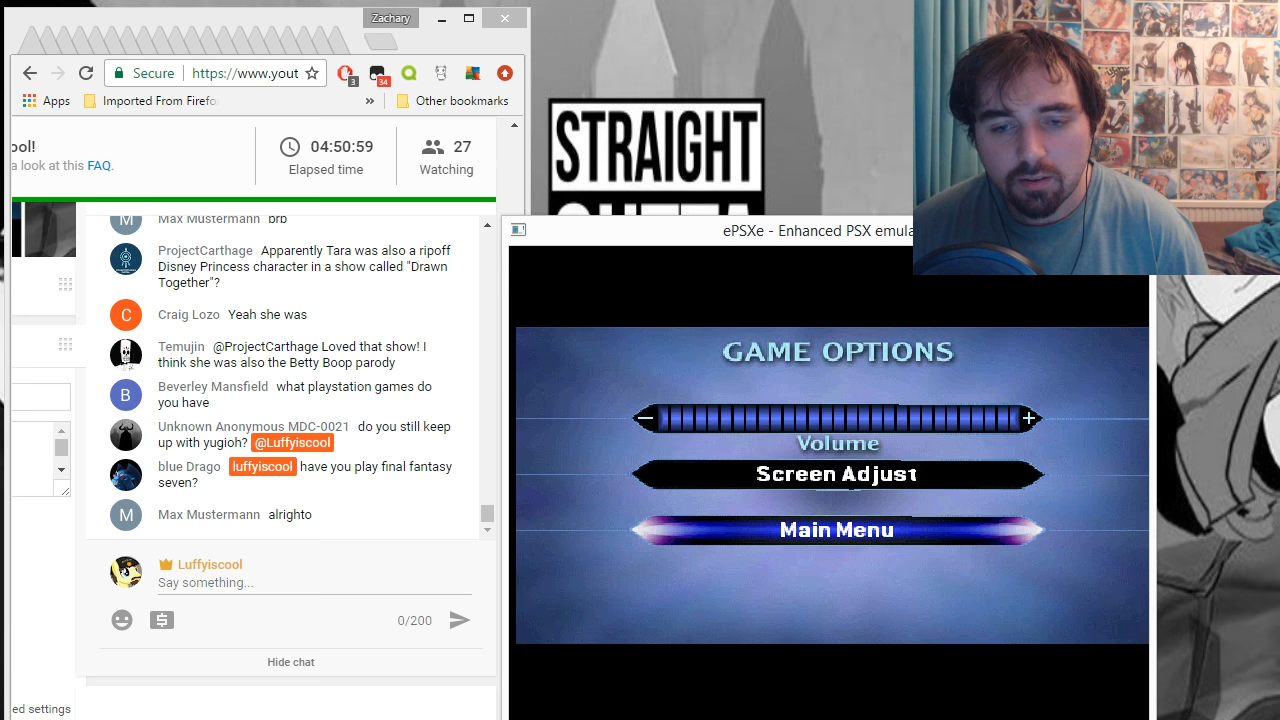 Zachary
Secure
https://www.yout
3
34
Apps
Imported From Firefo
»
Other bookmarks
ool!
a look at this FAQ.
04:50:59
Elapsed time
27
Watching
STRAIGHT
M
Max Mustermann brb
ProjectCarthage Apparently Tara was also a ripoff
Disney Princess character in a show called "Drawn
Together"?
C
Craig Lozo Yeah she was
Temujin @ProjectCarthage Loved that show! I
think she was also the Betty Boop parody
B
Beverley Mansfield what playstation games do
you have
Unknown Anonymous MDC-0021 do you still keep
up with yugioh? @Luffyiscool
blue Drago luffyiscool have you play final fantasy
seven?
M
Max Mustermann alrighto
Luffyiscool
Say something...
0/200
Hide chat
ed settings
ePSXe - Enhanced PSX emula
GAME OPTIONS
Volume
Screen Adjust
Main Menu